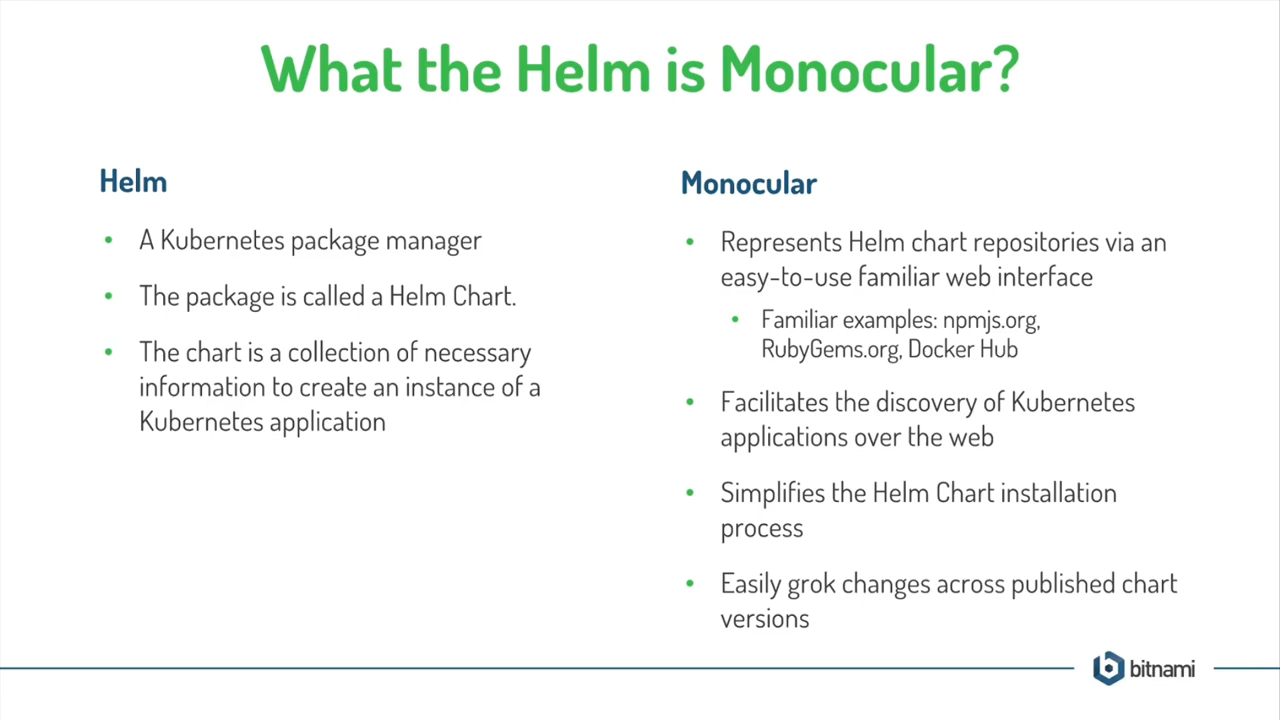 What the Helm is Monocular?
Helm
• A Kubernetes package manager
• The package is called a Helm Chart.
• The chart is a collection of necessary
information to create an instance of a
Kubernetes application
Monocular
• Represents Helm chart repositories via an
easy-to-use familiar web interface
• Familiar examples: npmjs.org,
RubyGems.org, Docker Hub
• Facilitates the discovery of Kubernetes
applications over the web
• Simplifies the Helm Chart installation
process
• Easily grok changes across published chart
versions
bitnami